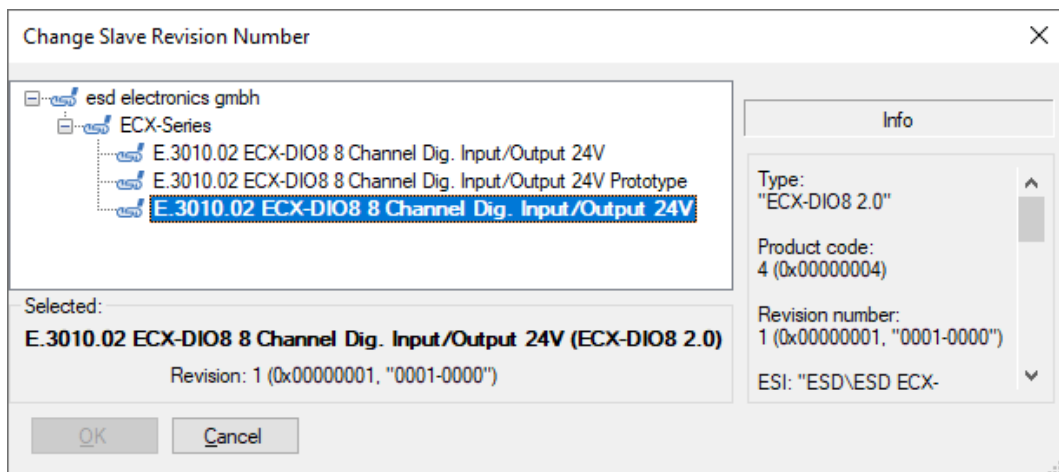 Change Slave Revision Number
esd electronics gmbh
ECX-Series
E.3010.02 ECX-DIO8 8 Channel Dig. Input/Output 24V
E.3010.02 ECX-DIO8 8 Channel Dig. Input/Output 24V Prototype
E.3010.02 ECX-DIO8 8 Channel Dig. Input/Output 24V
Selected:
E.3010.02 ECX-DIO8 8 Channel Dig. Input/Output 24V (ECX-DIO8 2.0)
Revision: 1 (0x00000001, "0001-0000")
OK
Cancel
Info
Type:
"ECX-DIO8 2.0"
Product code:
4 (0x00000004)
Revision number:
1 (0x00000001, "0001-0000")
ESI: "ESD\ESD ECX-